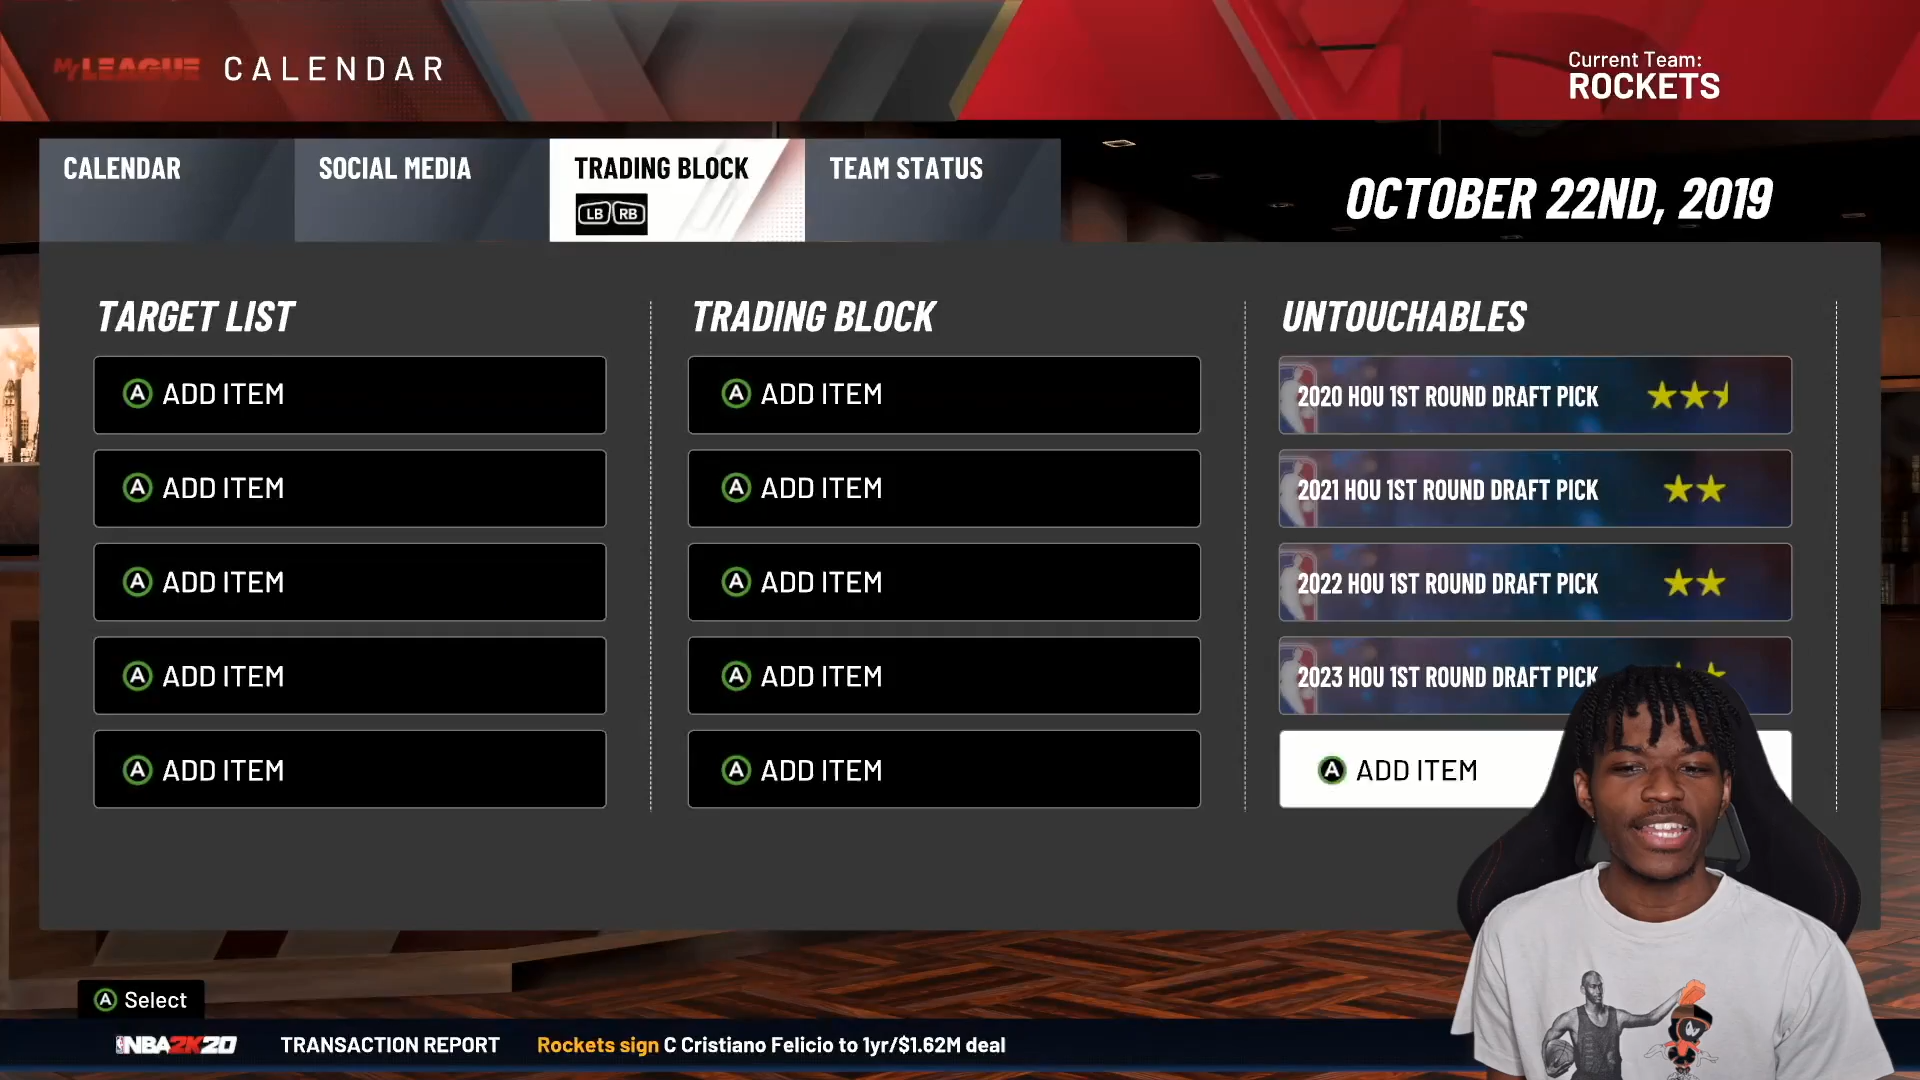 MyLEAGUE CALENDAR
Current Team:
ROCKETS
CALENDAR
SOCIAL MEDIA
TRADING BLOCK
LB RB
TEAM STATUS
OCTOBER 22ND, 2019
TARGET LIST
A ADD ITEM
A ADD ITEM
A ADD ITEM
A ADD ITEM
A ADD ITEM
TRADING BLOCK
A ADD ITEM
A ADD ITEM
A ADD ITEM
A ADD ITEM
A ADD ITEM
UNTOUCHABLES
2020 HOU 1ST ROUND DRAFT PICK
2021 HOU 1ST ROUND DRAFT PICK
2022 HOU 1ST ROUND DRAFT PICK
2023 HOU 1ST ROUND DRAFT PICK
A ADD ITEM
A Select
NBA2K20 TRANSACTION REPORT Rockets sign C Cristiano Felicio to 1yr/$1.62M deal